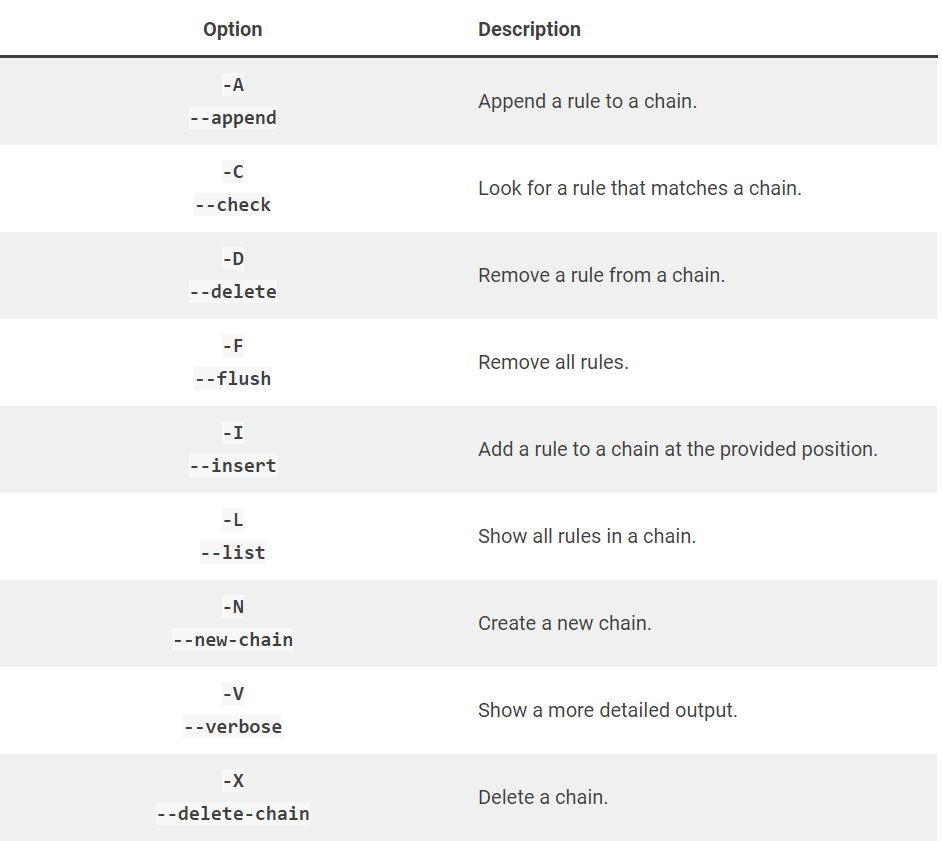 Option Description
-A
--append
Append a rule to a chain.
-C
--check
Look for a rule that matches a chain.
-D
--delete
Remove a rule from a chain.
-F
--flush
Remove all rules.
-I
--insert
Add a rule to a chain at the provided position.
-L
--list
Show all rules in a chain.
-N
--new-chain
Create a new chain.
-V
--verbose
Show a more detailed output.
-X
--delete-chain
Delete a chain.